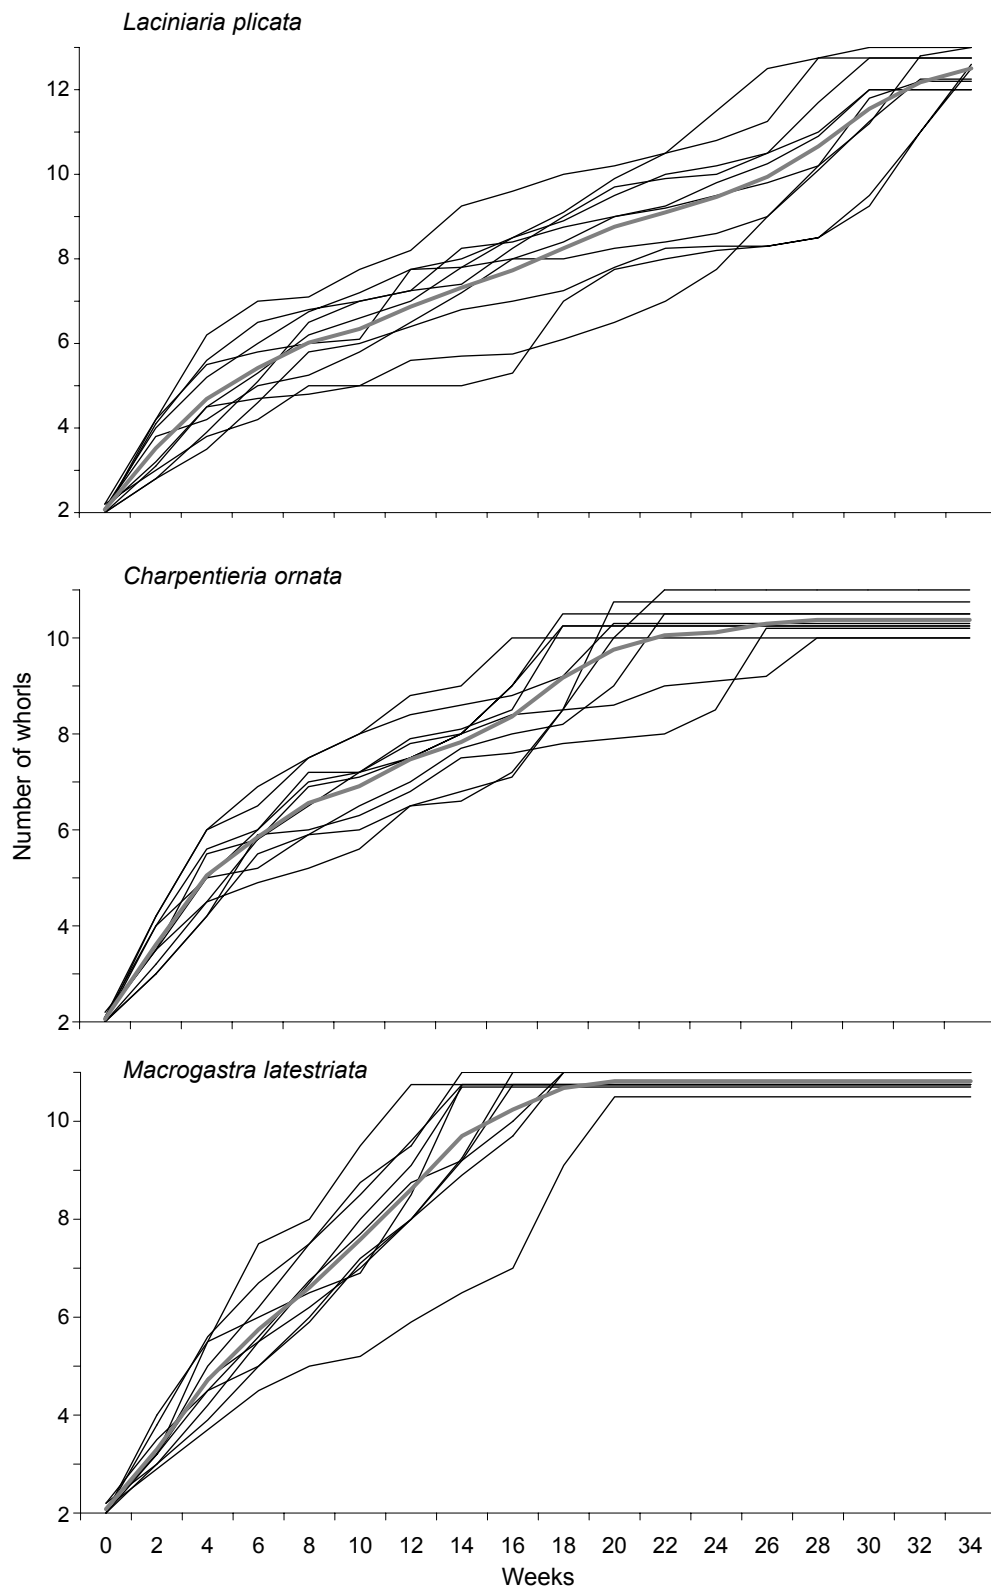 Laciniaria plicata
12
10
8
6
4
2
Charpentieria ornata
10
8
6
4
2
Number of whorls
Macrogastra latestriata
10
8
6
4
2
0 2 4 6 8 10 12 14 16 18 20 22 24 26 28 30 32 34
Weeks